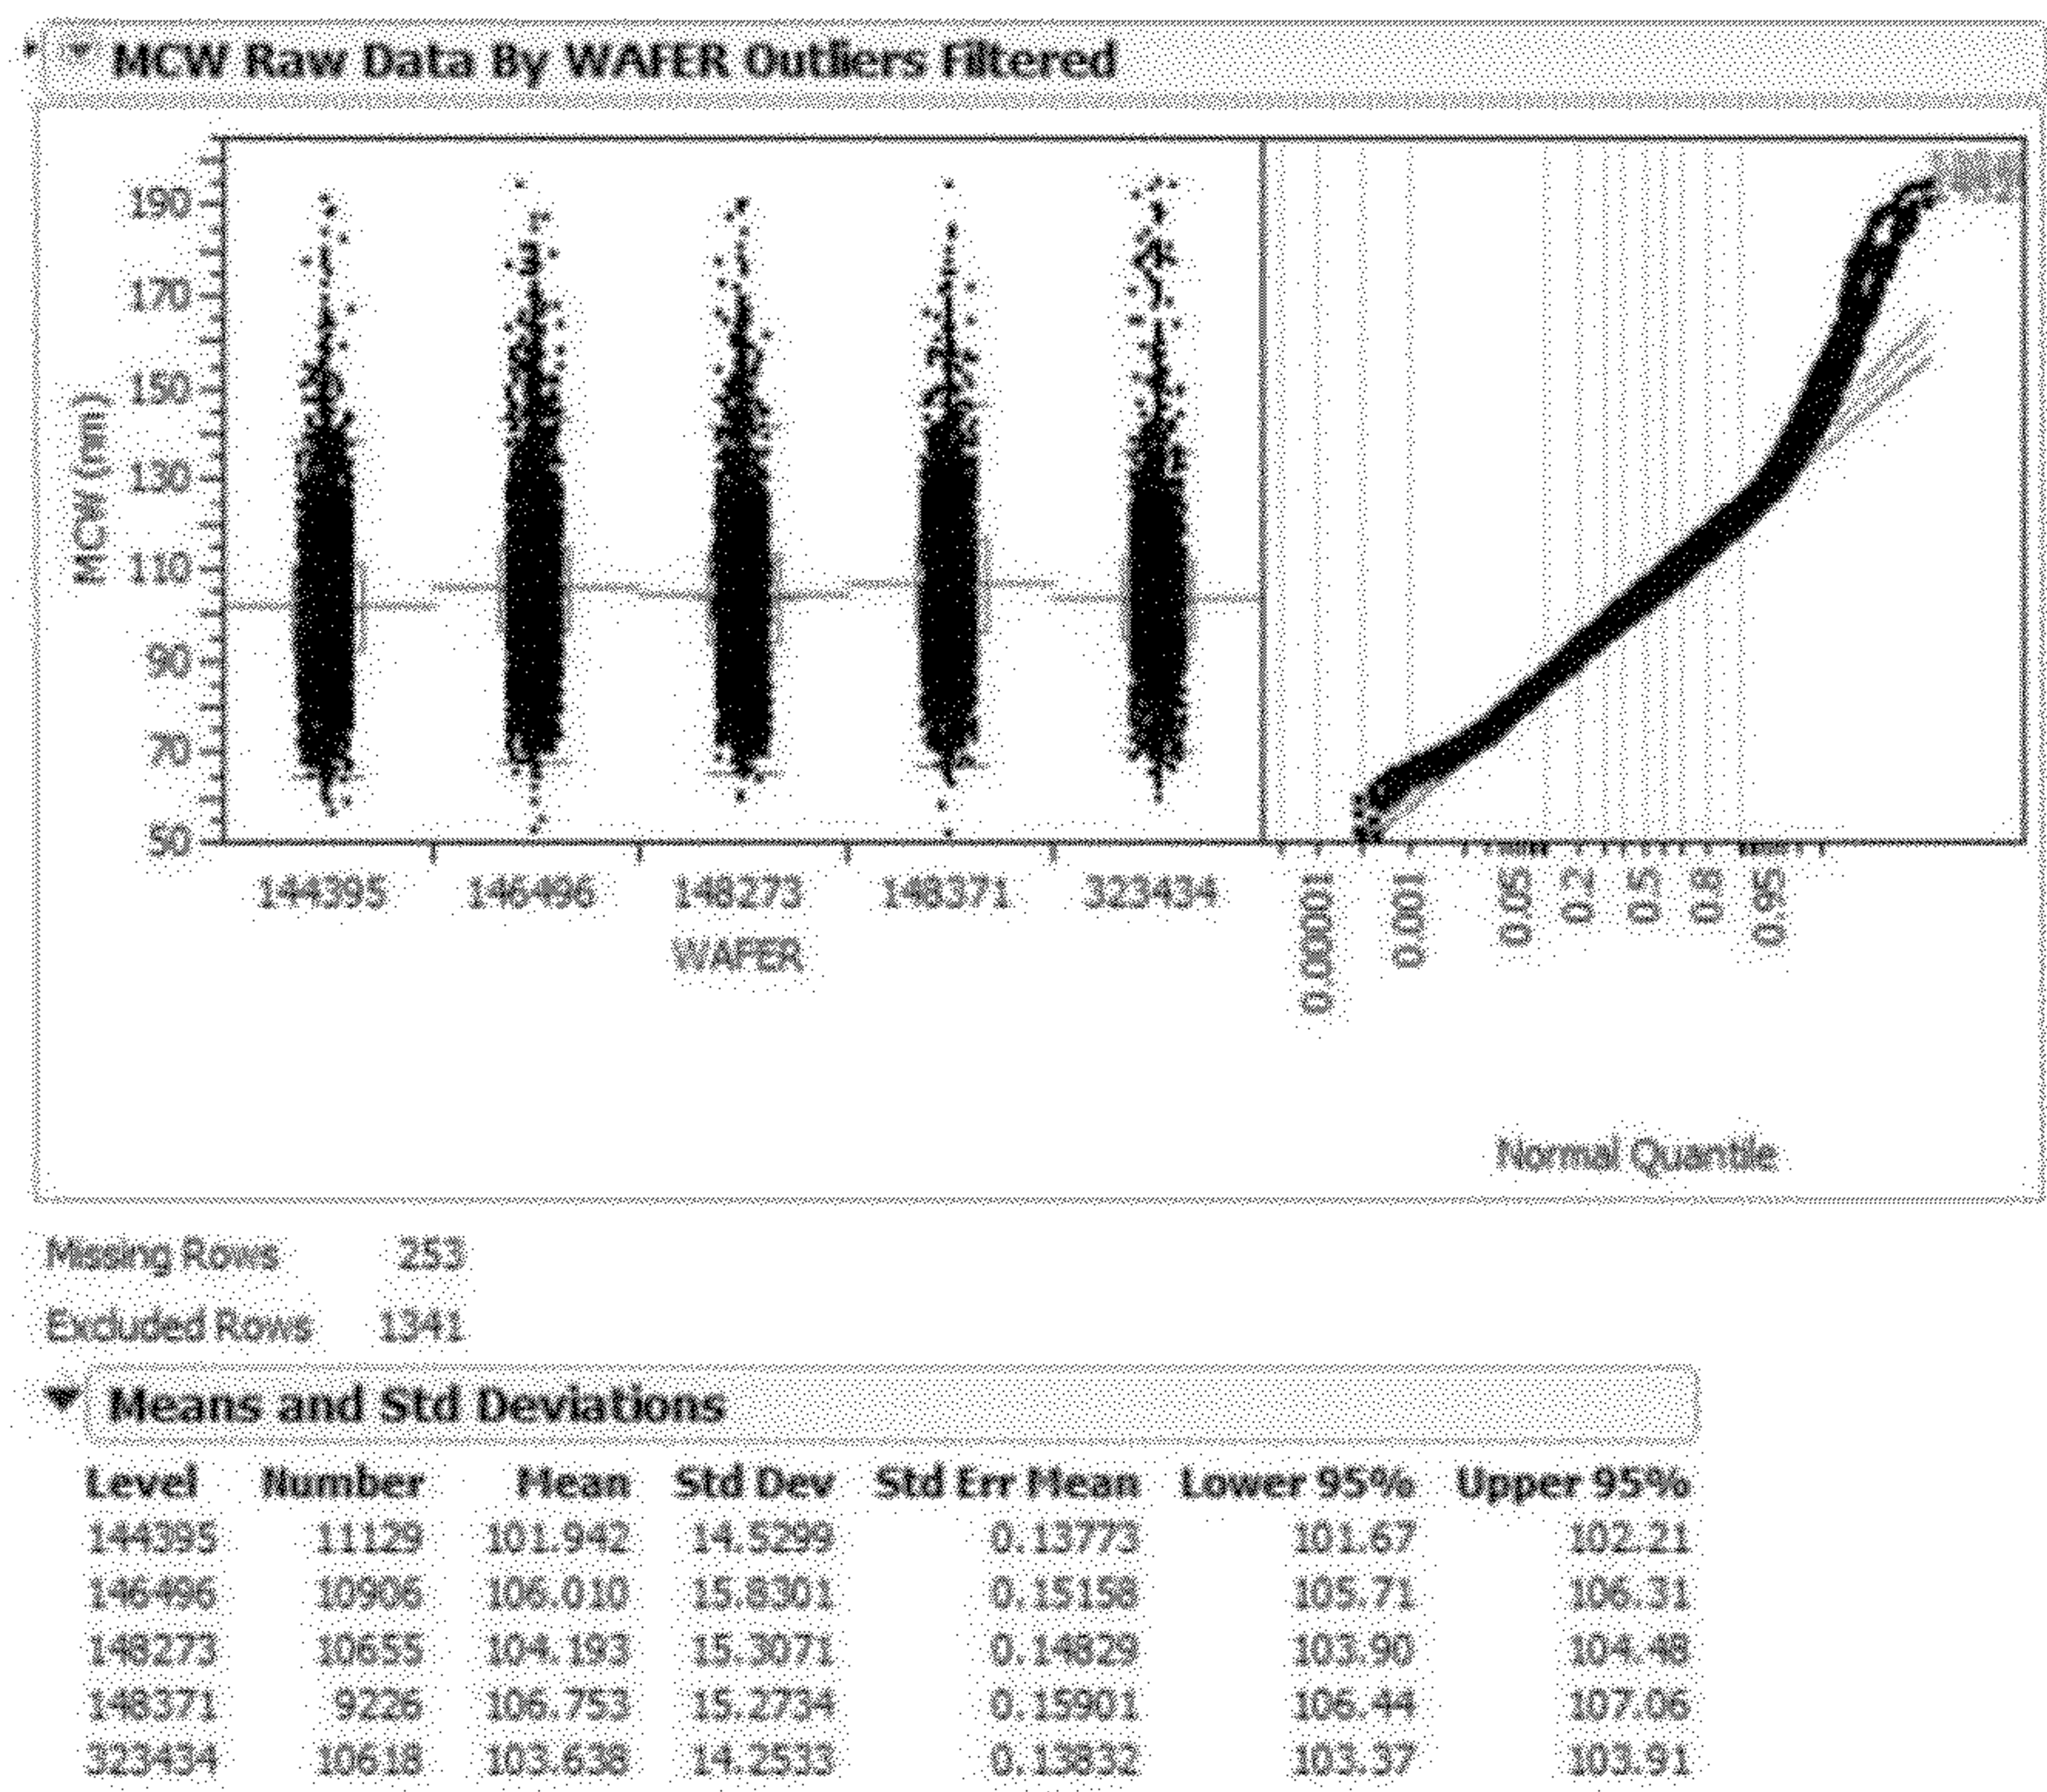 MCW Raw Data By WAFER Outliers Filtered
MCW (nm)
190
170
150
130
110
90
70
50
144395 146496 148273 148371 323434
WAFER
0.00001 0.001 0.05 0.2 0.5 0.8 0.95
Normal Quantile
Missing Rows 253
Excluded Rows 1341
Means and Std Deviations
Level Number Mean Std Dev Std Err Mean Lower 95% Upper 95%
144395 11129 101.942 14.5299 0.13773 101.67 102.21
146496 10906 106.010 15.8301 0.15158 105.71 106.31
148273 10655 104.193 15.3071 0.14829 103.90 104.48
148371 9226 106.753 15.2734 0.15901 106.44 107.06
323434 10618 103.638 14.2533 0.13832 103.37 103.91